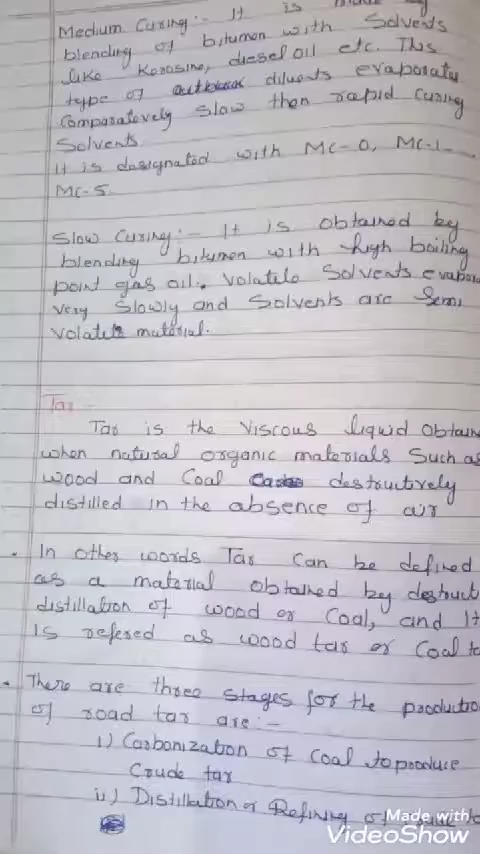 Medium Curing:- It is
blending of bitumen with Solvents
like Kerosine, diesel oil etc. This
type of diluents evaporate
Comparatevely slow then rapid Curing
Solvents.
It is designated with MC-0, MC-1
MC-5.
Slow Curing:- It is obtained by
blending bitumen with high boiling
point gas oil. Volatile Solvents evapora
very slowly and Solvents are Semi
Volatile material.
Tar
Tar is the Viscous liquid Obtain
when natural organic materials Such as
wood and Coal destructively
distilled in the absence of air
• In other words Tar Can be defined
as a material obtained by destruct
distillation of wood or Coal, and It
is refered as wood tar or Coal ta
• There are three stages for the productio
of road tar are:-
i) Carbonization of Coal to produce
Crude tar
ii) Distillation or Refining of
Made with
VideoShow